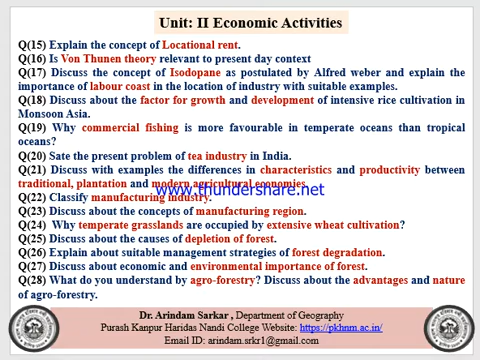 Unit: II Economic Activities
Q(15) Explain the concept of Locational rent.
Q(16) Is Von Thunen theory relevant to present day context
Q(17) Discuss the concept of Isodopane as postulated by Alfred weber and explain the
importance of labour coast in the location of industry with suitable examples.
Q(18) Discuss about the factor for growth and development of intensive rice cultivation in
Monsoon Asia.
Q(19) Why commercial fishing is more favourable in temperate oceans than tropical
oceans?
Q(20) Sate the present problem of tea industry in India.
Q(21) Discuss with examples the differences in characteristics and productivity between
traditional, plantation and modern agricultural economies.
www.thundershare.net
Q(22) Classify manufacturing industry.
Q(23) Discuss about the concepts of manufacturing region.
Q(24) Why temperate grasslands are occupied by extensive wheat cultivation?
Q(25) Discuss about the causes of depletion of forest.
Q(26) Explain about suitable management strategies of forest degradation.
Q(27) Discuss about economic and environmental importance of forest.
Q(28) What do you understand by agro-forestry? Discuss about the advantages and nature
of agro-forestry.
Dr. Arindam Sarkar , Department of Geography
Purash Kanpur Haridas Nandi College Website: https://pkhnm.ac.in/
Email ID: arindam.srkr1@gmail.com